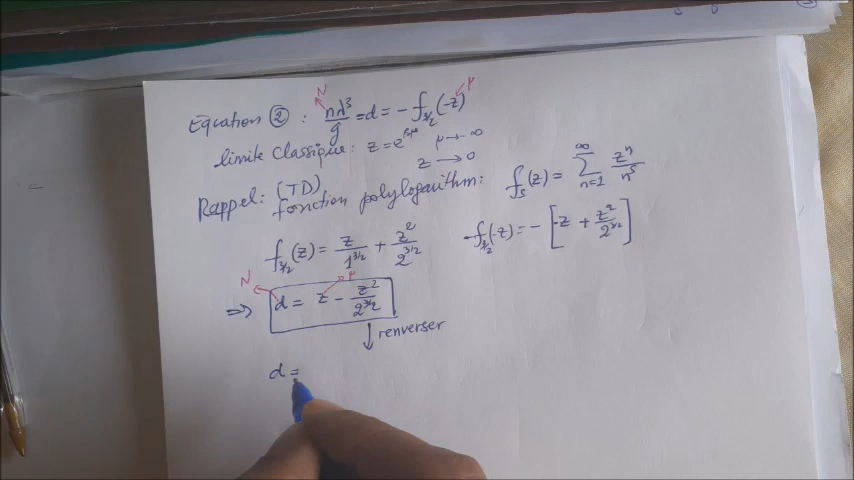 Equation ② : nλ³/g = d = - f_{3/2}(-z)
N
μ
limite classique: z = e^{βμ} μ → -∞
z → 0
Rappel: (TD)
fonction polylogarithm: f_s(z) = Σ_{n=1}^{∞} z^n/n^s
f_{3/2}(z) = z/1^{3/2} + z²/2^{3/2} -f_{3/2}(-z) = - [-z + z²/2^{3/2}]
N
μ
⇒ d = z - z²/2^{3/2}
↓ renverser
d =